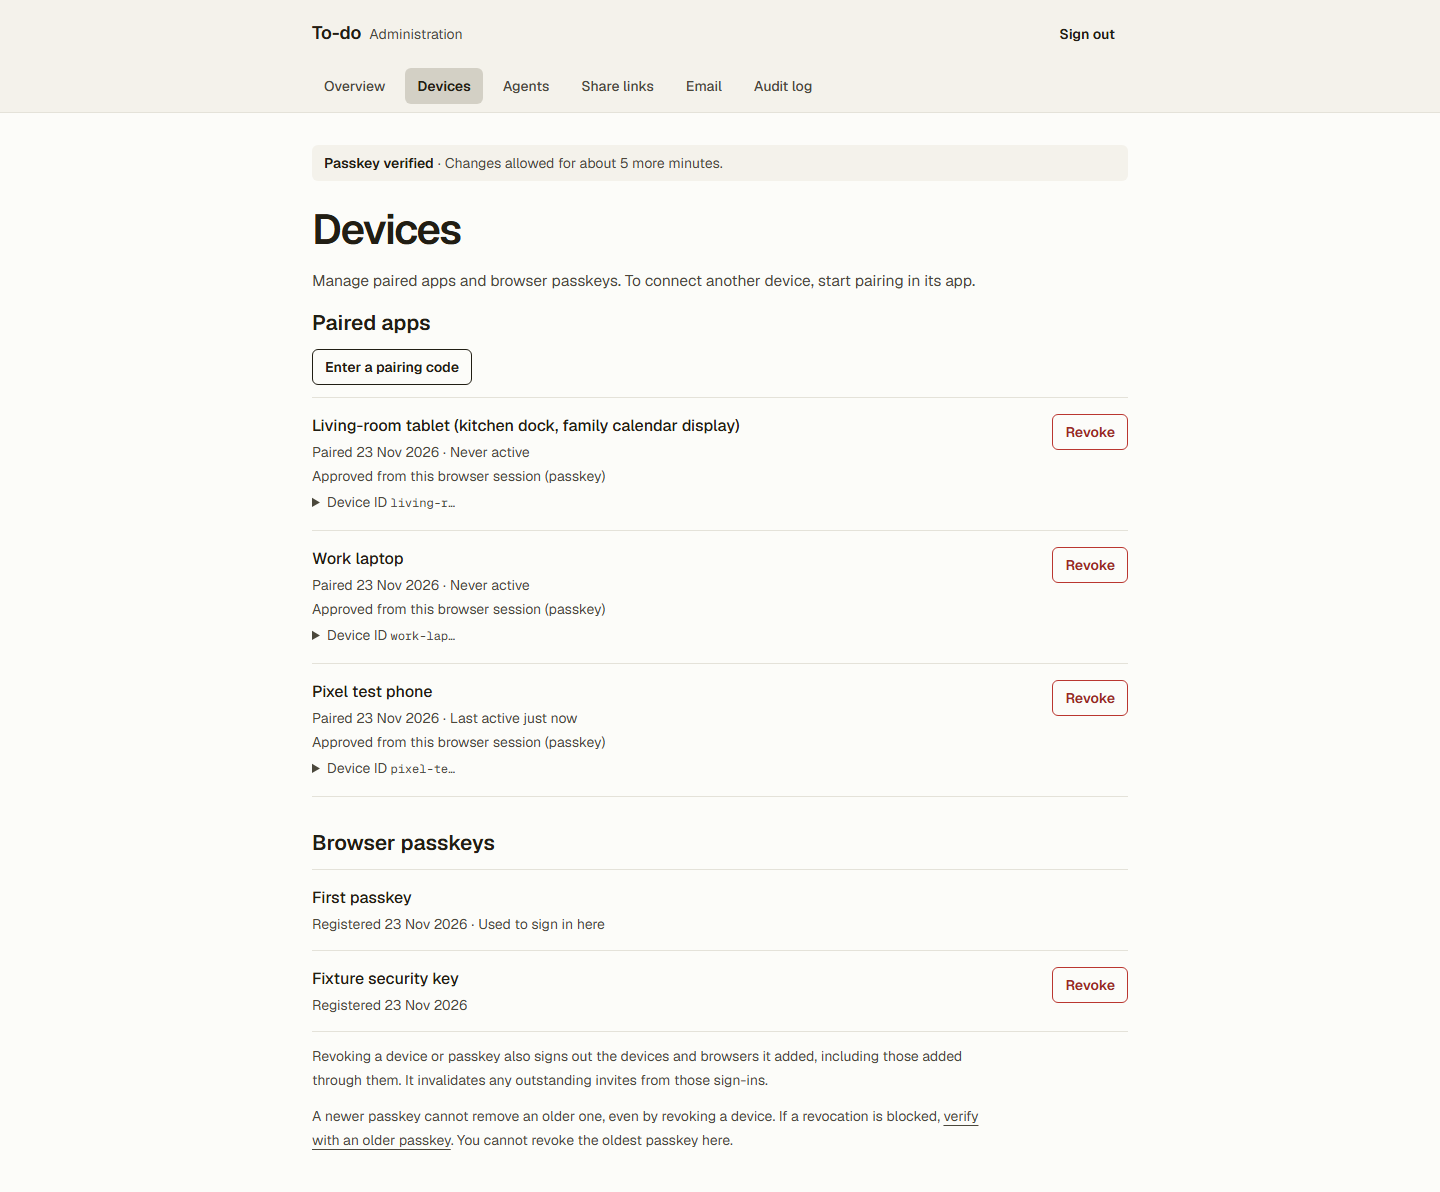 To-do Administration
Sign out
Overview Devices Agents Share links Email Audit log
Passkey verified · Changes allowed for about 5 more minutes.
Devices
Manage paired apps and browser passkeys. To connect another device, start pairing in its app.
Paired apps
Enter a pairing code
Living-room tablet (kitchen dock, family calendar display)
Revoke
Paired 23 Nov 2026 · Never active
Approved from this browser session (passkey)
Device ID living-r…
Work laptop
Revoke
Paired 23 Nov 2026 · Never active
Approved from this browser session (passkey)
Device ID work-lap…
Pixel test phone
Revoke
Paired 23 Nov 2026 · Last active just now
Approved from this browser session (passkey)
Device ID pixel-te…
Browser passkeys
First passkey
Registered 23 Nov 2026 · Used to sign in here
Fixture security key
Revoke
Registered 23 Nov 2026
Revoking a device or passkey also signs out the devices and browsers it added, including those added
through them. It invalidates any outstanding invites from those sign-ins.
A newer passkey cannot remove an older one, even by revoking a device. If a revocation is blocked, verify
with an older passkey. You cannot revoke the oldest passkey here.